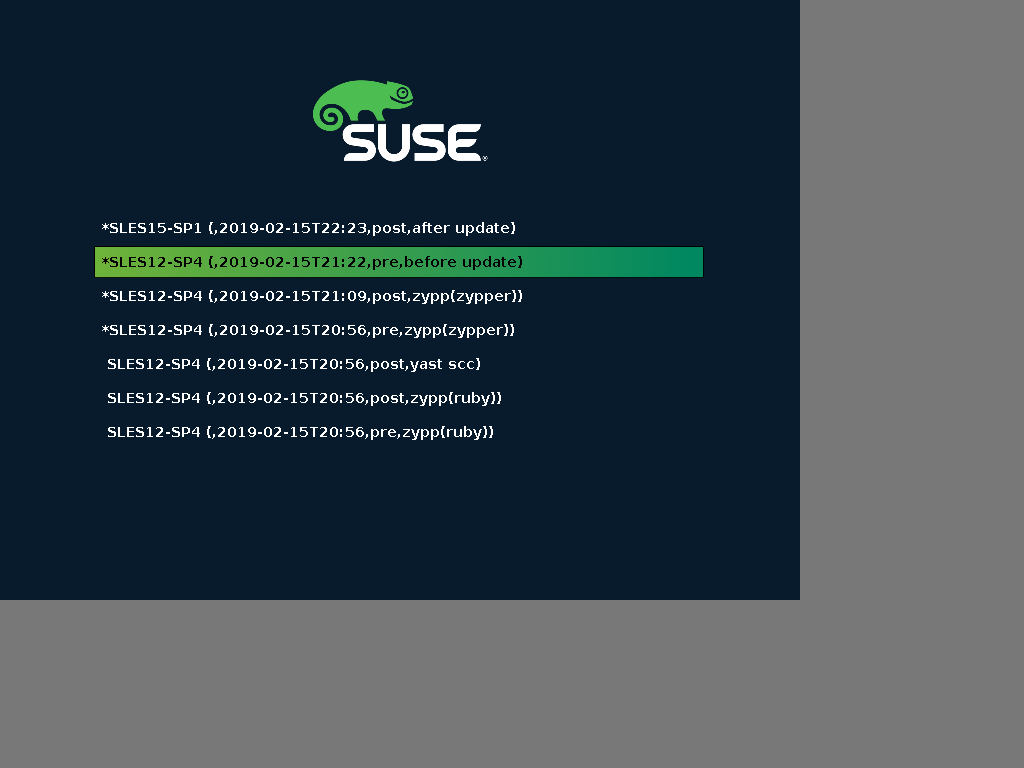 SUSE®
*SLES15-SP1 (,2019-02-15T22:23,post,after update)
*SLES12-SP4 (,2019-02-15T21:22,pre,before update)
*SLES12-SP4 (,2019-02-15T21:09,post,zypp(zypper))
*SLES12-SP4 (,2019-02-15T20:56,pre,zypp(zypper))
SLES12-SP4 (,2019-02-15T20:56,post,yast scc)
SLES12-SP4 (,2019-02-15T20:56,post,zypp(ruby))
SLES12-SP4 (,2019-02-15T20:56,pre,zypp(ruby))